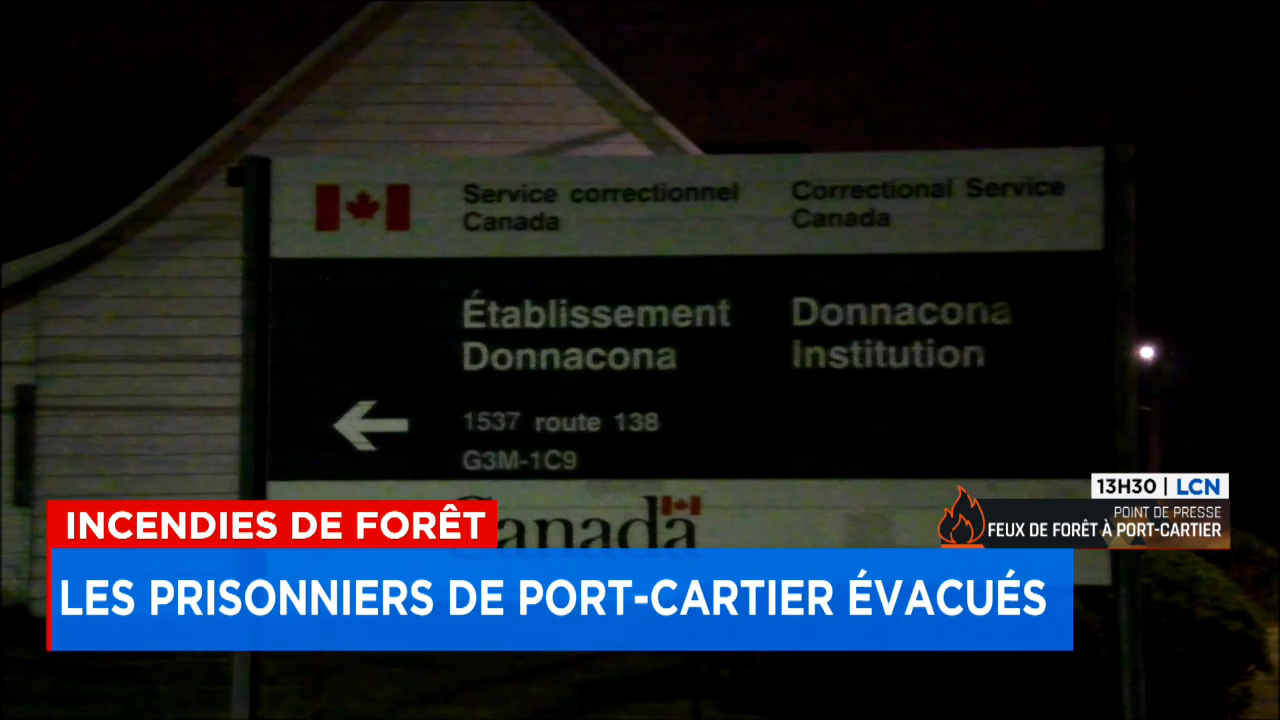 Service correctionnel
Canada
Correctional Service
Canada
Établissement
Donnacona
Donnacona
Institution
1537 route 138
G3M-1C9
Canada
13H30 | LCN
POINT DE PRESSE
FEUX DE FORÊT À PORT-CARTIER
INCENDIES DE FORÊT
LES PRISONNIERS DE PORT-CARTIER ÉVACUÉS